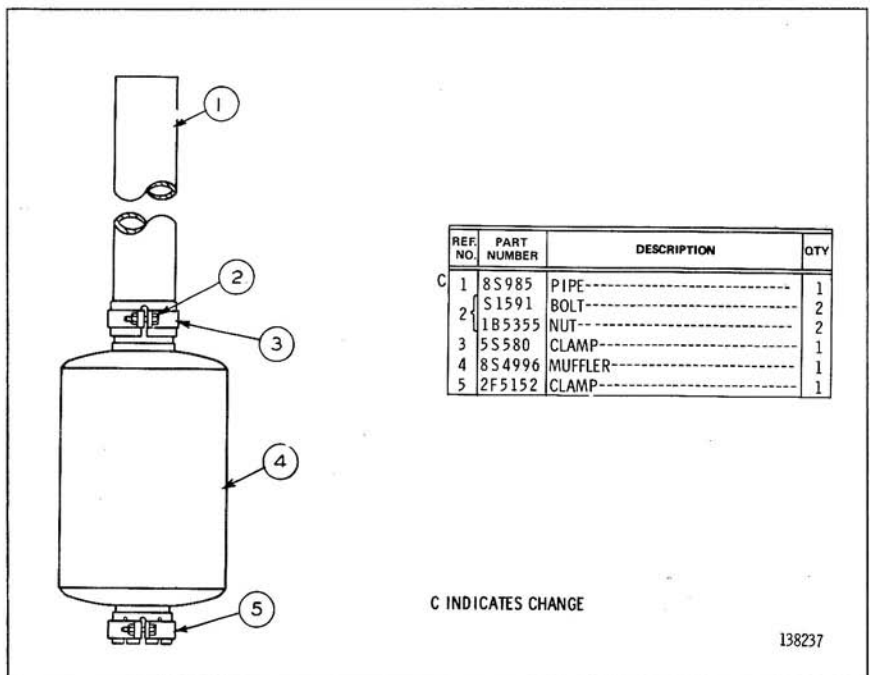 1
2
3
4
5
REF. NO. PART NUMBER DESCRIPTION QTY
C 1 8S985 PIPE 1
2 { S1591 BOLT 2
1B5355 NUT 2
3 5S580 CLAMP 1
4 8S4996 MUFFLER 1
5 2F5152 CLAMP 1
C INDICATES CHANGE
138237